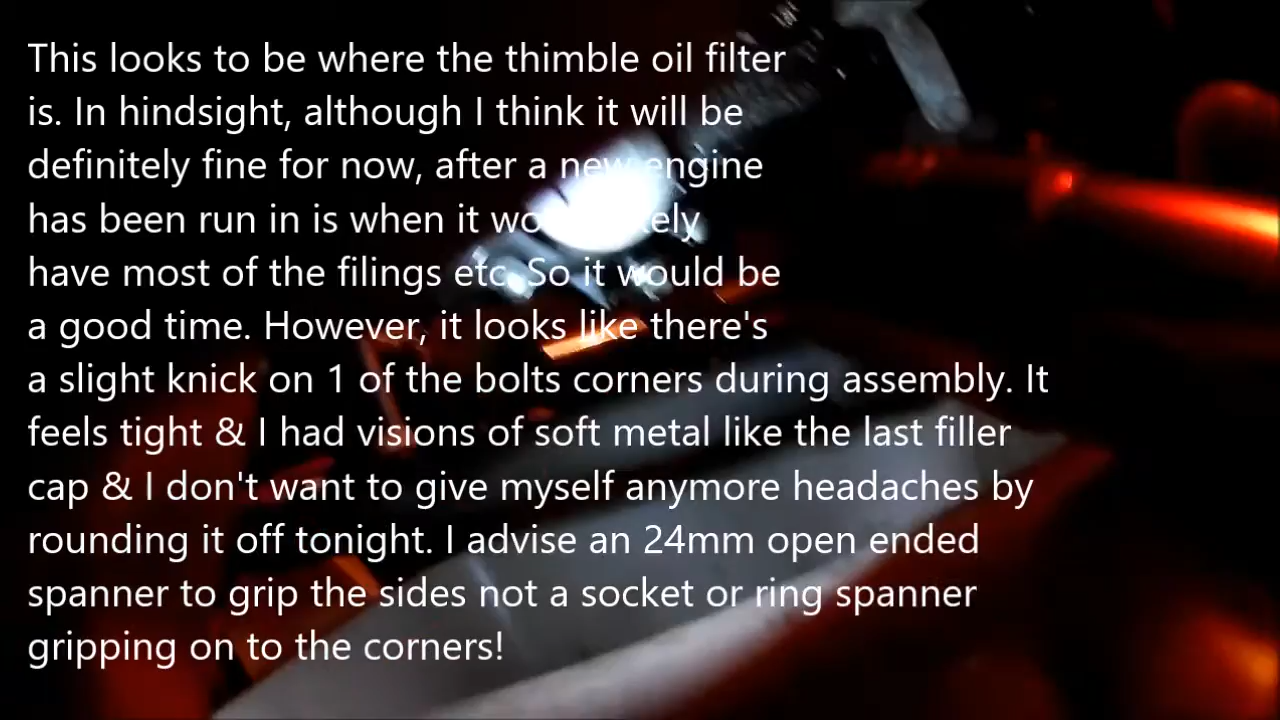 This looks to be where the thimble oil filter
is. In hindsight, although I think it will be
definitely fine for now, after a new engine
has been run in is when it would likely
have most of the filings etc. So it would be
a good time. However, it looks like there's
a slight knick on 1 of the bolts corners during assembly. It
feels tight & I had visions of soft metal like the last filler
cap & I don't want to give myself anymore headaches by
rounding it off tonight. I advise an 24mm open ended
spanner to grip the sides not a socket or ring spanner
gripping on to the corners!